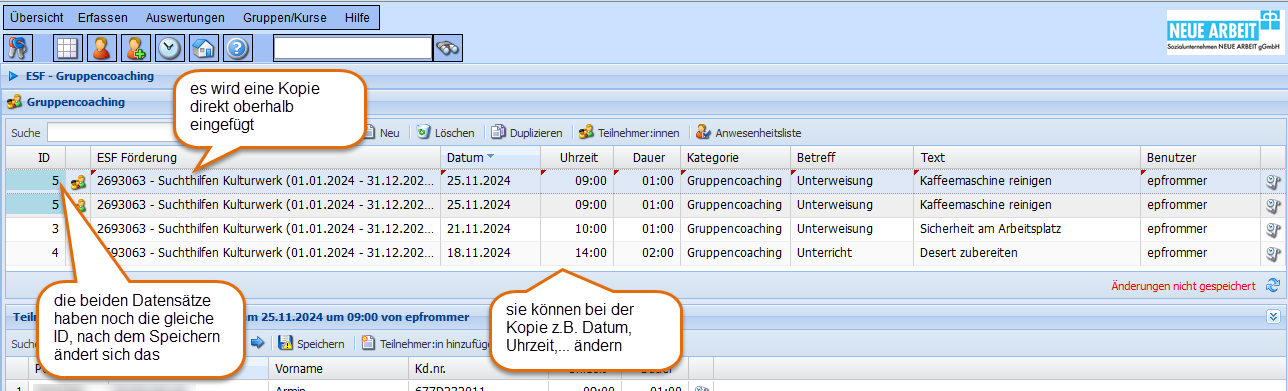 Übersicht Erfassen Auswertungen Gruppen/Kurse Hilfe
NEUE ARBEIT
Sozialunternehmen NEUE ARBEIT gGmbH
ESF - Gruppencoaching
es wird eine Kopie
direkt oberhalb
eingefügt
Gruppencoaching
Suche Neu Löschen Duplizieren Teilnehmer:innen Anwesenheitsliste
ID ESF Förderung Datum Uhrzeit Dauer Kategorie Betreff Text Benutzer
5 2693063 - Suchthilfen Kulturwerk (01.01.2024 - 31.12.202... 25.11.2024 09:00 01:00 Gruppencoaching Unterweisung Kaffeemaschine reinigen epfrommer
5 2693063 - Suchthilfen Kulturwerk (01.01.2024 - 31.12.202... 25.11.2024 09:00 01:00 Gruppencoaching Unterweisung Kaffeemaschine reinigen epfrommer
3 2693063 - Suchthilfen Kulturwerk (01.01.2024 - 31.12.202... 21.11.2024 10:00 01:00 Gruppencoaching Unterweisung Sicherheit am Arbeitsplatz epfrommer
4 693063 - Suchthilfen Kulturwerk (01.01.2024 - 31.12.202... 18.11.2024 14:00 02:00 Gruppencoaching Unterricht Desert zubereiten epfrommer
Änderungen nicht gespeichert
die beiden Datensätze
haben noch die gleiche
ID, nach dem Speichern
ändert sich das
sie können bei der
Kopie z.B. Datum,
Uhrzeit,... ändern
Teil m 25.11.2024 um 09:00 von epfrommer
Suche Speichern Teilnehmer:in hinzufüge
Vorname Kd.nr.
1 Armin 09:00 01:00